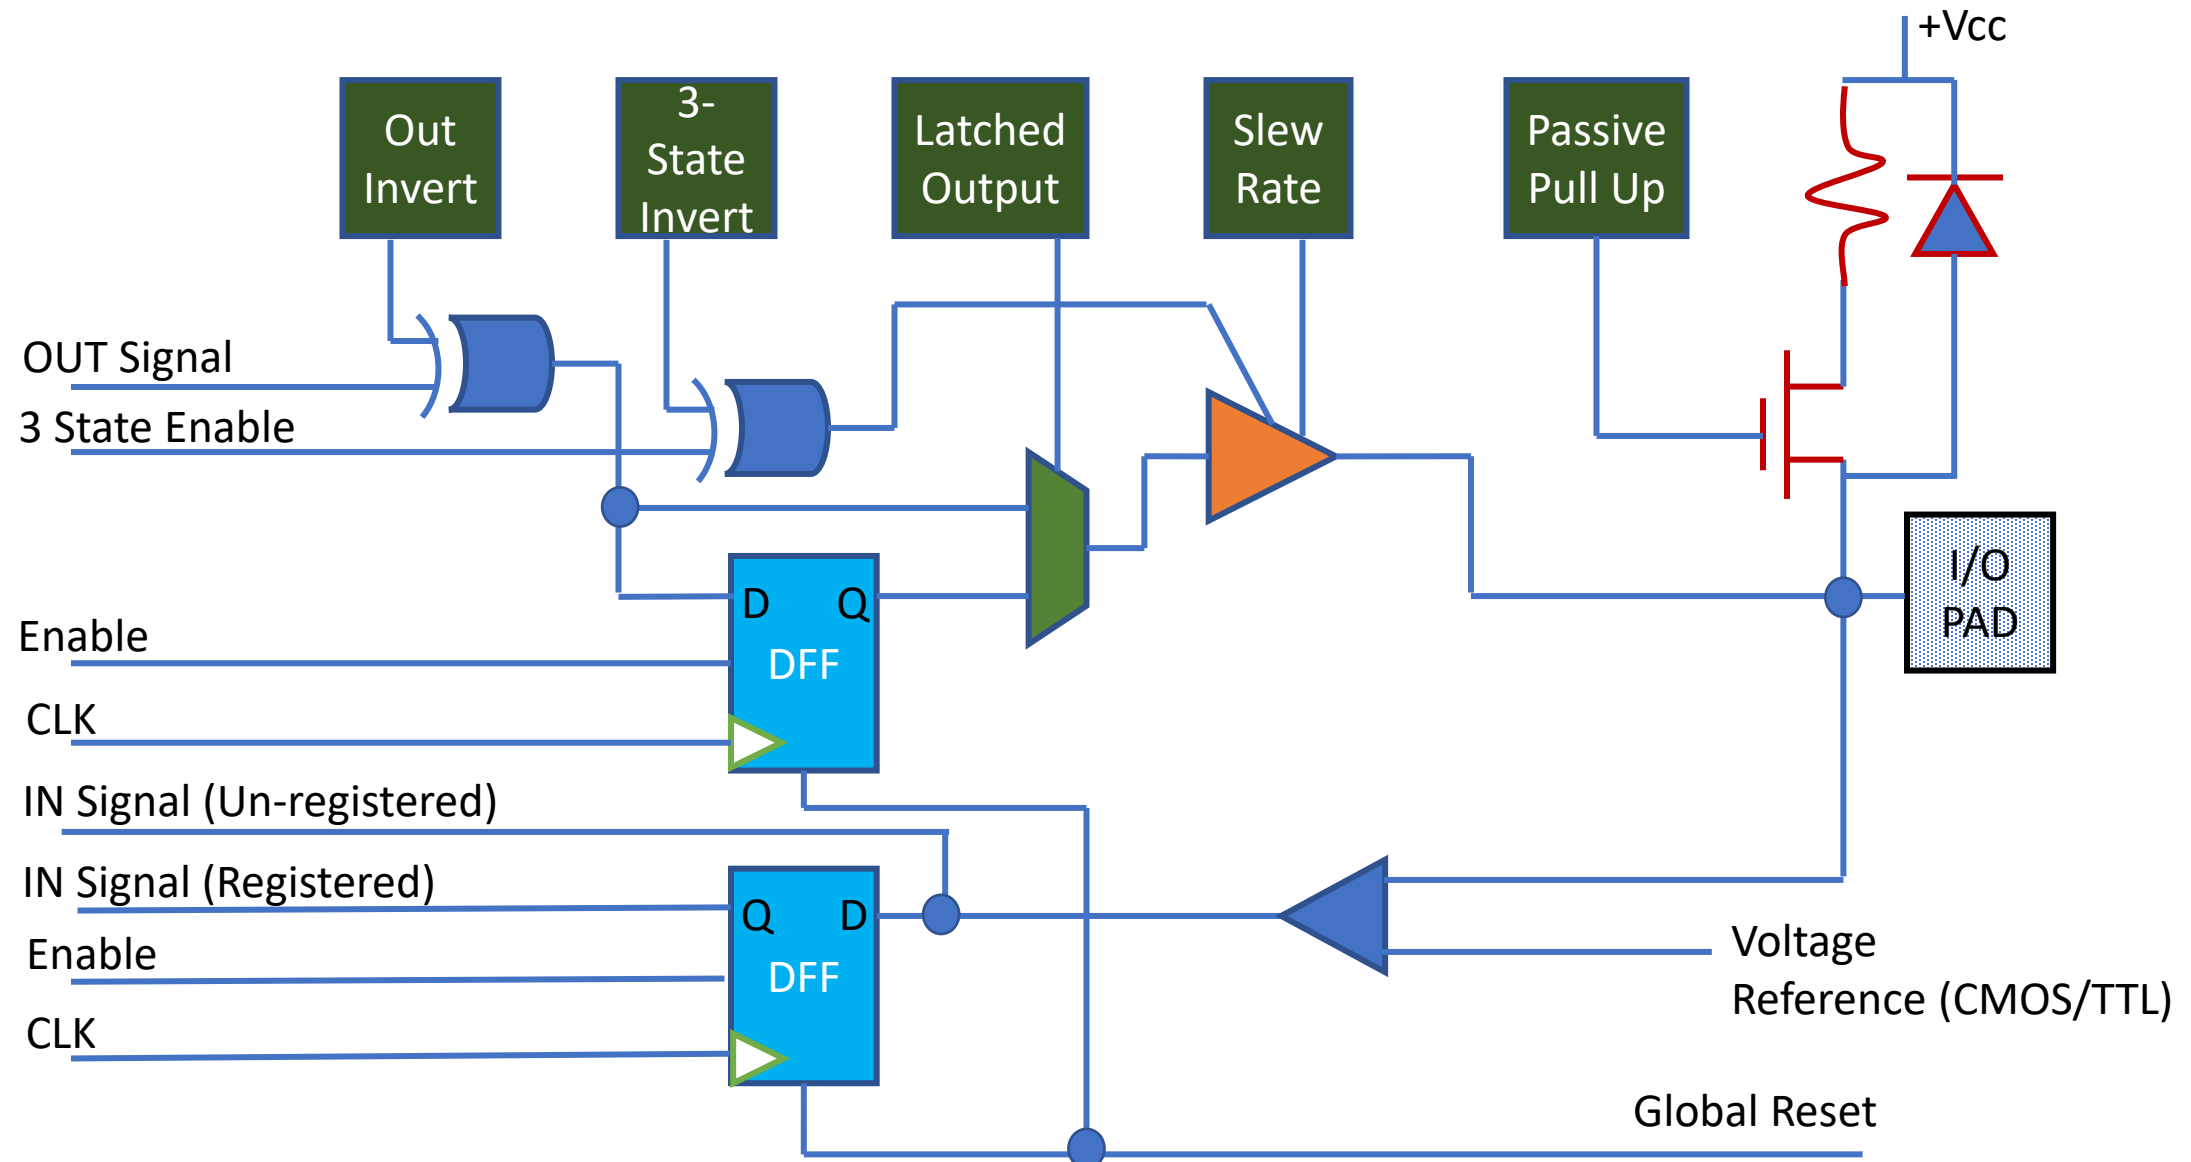 +Vcc
Out
Invert
3-
State
Invert
Latched
Output
Slew
Rate
Passive
Pull Up
OUT Signal
3 State Enable
I/O
PAD
D Q
DFF
Enable
CLK
IN Signal (Un-registered)
IN Signal (Registered)
Q D
DFF
Enable
CLK
Voltage
Reference (CMOS/TTL)
Global Reset